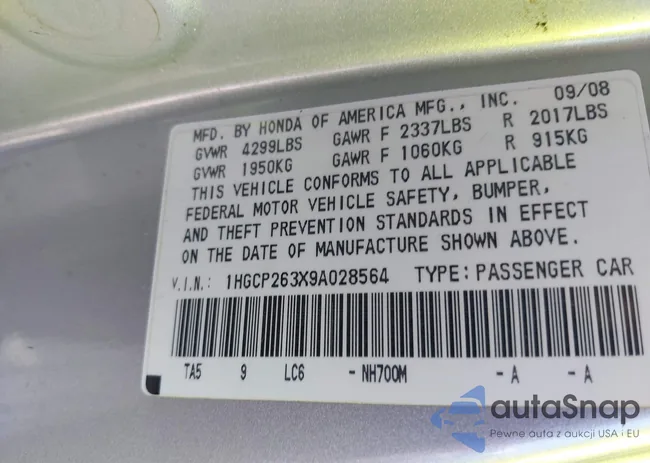 MFD. BY HONDA OF AMERICA MFG., INC. 09/08
GVWR 4299LBS GAWR F 2337LBS R 2017LBS
GVWR 1950KG GAWR F 1060KG R 915KG
THIS VEHICLE CONFORMS TO ALL APPLICABLE
FEDERAL MOTOR VEHICLE SAFETY, BUMPER,
AND THEFT PREVENTION STANDARDS IN EFFECT
ON THE DATE OF MANUFACTURE SHOWN ABOVE.
V.I.N.: 1HGCP263X9A028564 TYPE: PASSENGER CAR
TA5 9 LC6 - NH700M - A - A
autaSnap
Pewne auta z aukcji USA i EU